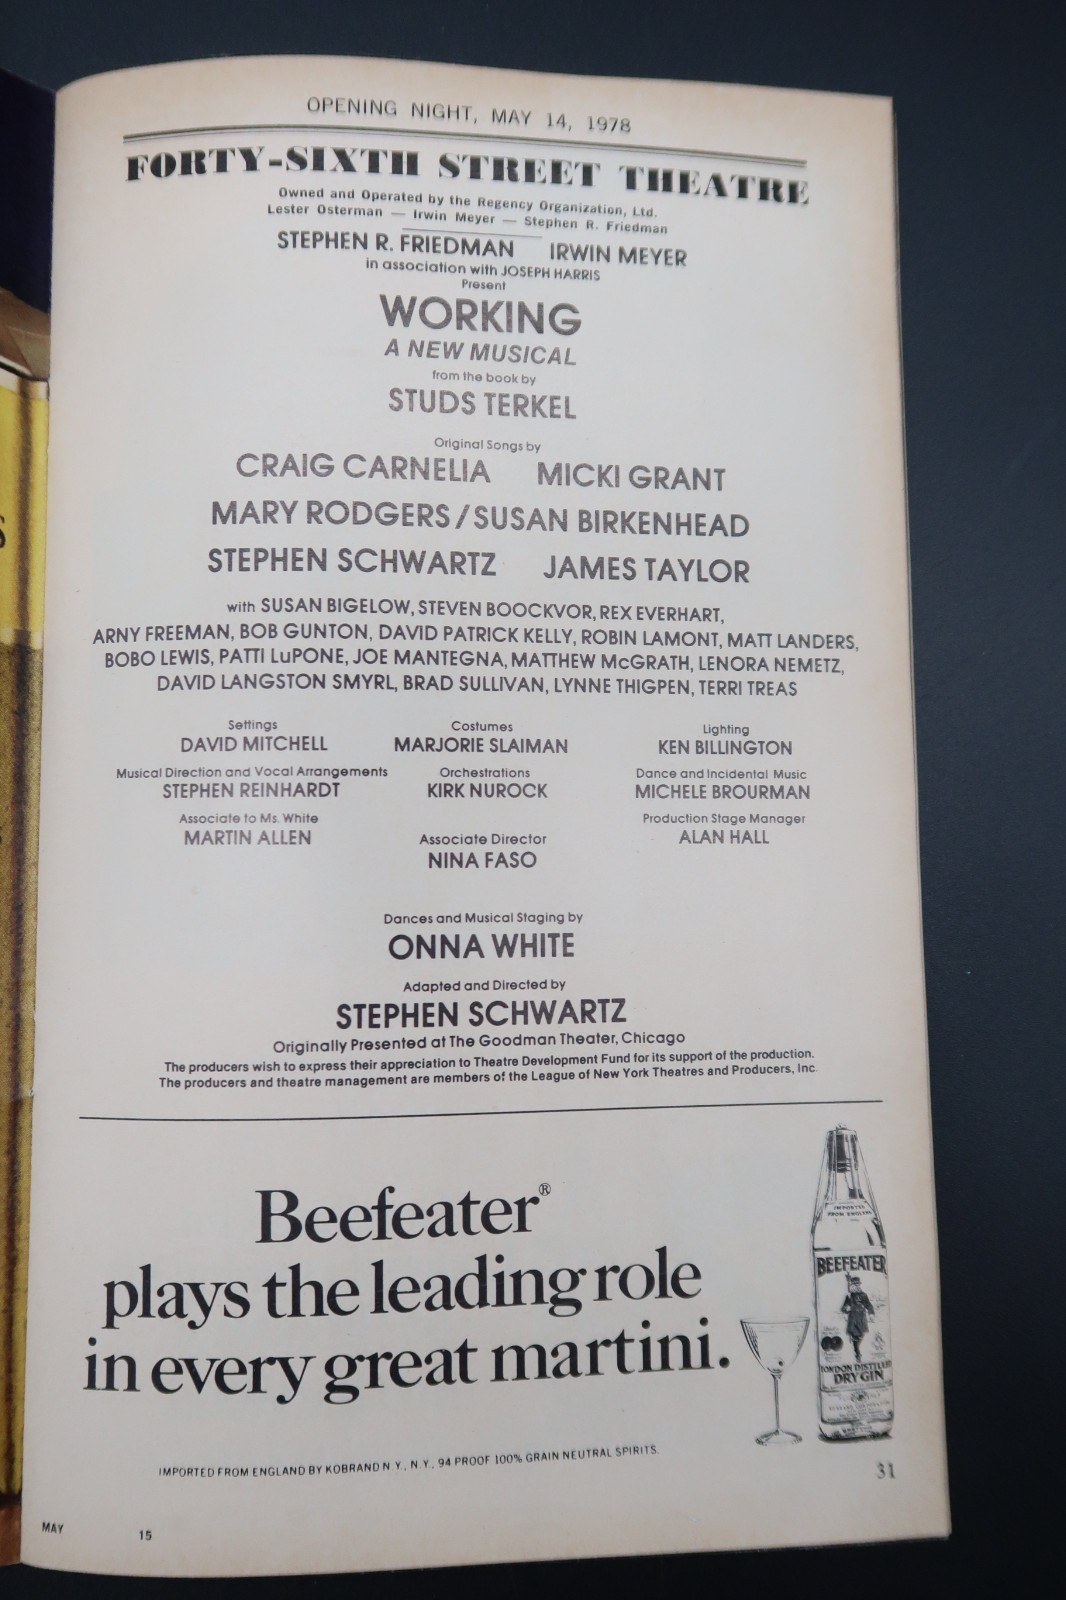 OPENING NIGHT, MAY 14, 1978
FORTY-SIXTH STREET THEATRE
Owned and Operated by the Regency Organization, Ltd.
Lester Osterman — Irwin Meyer — Stephen R. Friedman
STEPHEN R. FRIEDMAN IRWIN MEYER
in association with JOSEPH HARRIS
Present
WORKING
A NEW MUSICAL
from the book by
STUDS TERKEL
Original Songs by
CRAIG CARNELIA MICKI GRANT
MARY RODGERS/SUSAN BIRKENHEAD
STEPHEN SCHWARTZ JAMES TAYLOR
with SUSAN BIGELOW, STEVEN BOOCKVOR, REX EVERHART,
ARNY FREEMAN, BOB GUNTON, DAVID PATRICK KELLY, ROBIN LAMONT, MATT LANDERS,
BOBO LEWIS, PATTI LuPONE, JOE MANTEGNA, MATTHEW McGRATH, LENORA NEMETZ,
DAVID LANGSTON SMYRL, BRAD SULLIVAN, LYNNE THIGPEN, TERRI TREAS
Settings Costumes Lighting
DAVID MITCHELL MARJORIE SLAIMAN KEN BILLINGTON
Musical Direction and Vocal Arrangements Orchestrations Dance and Incidental Music
STEPHEN REINHARDT KIRK NUROCK MICHELE BROURMAN
Associate to Ms. White Production Stage Manager
MARTIN ALLEN ALAN HALL
Associate Director
NINA FASO
Dances and Musical Staging by
ONNA WHITE
Adapted and Directed by
STEPHEN SCHWARTZ
Originally Presented at The Goodman Theater, Chicago
The producers wish to express their appreciation to Theatre Development Fund for its support of the production.
The producers and theatre management are members of the League of New York Theatres and Producers, Inc.
Beefeater®
plays the leading role
in every great martini.
IMPORTED
FROM ENGLAND
BEEFEATER
LONDON DISTILLED
DRY GIN
IMPORTED FROM ENGLAND BY KOBRAND N.Y., N.Y., 94 PROOF 100% GRAIN NEUTRAL SPIRITS.
31
MAY 15